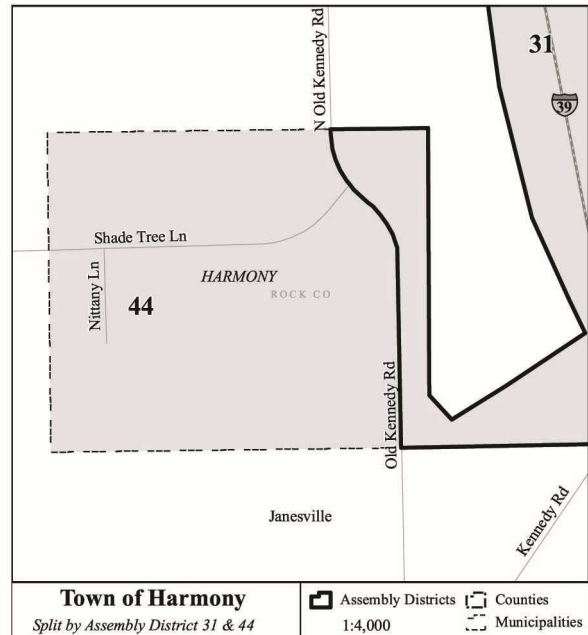 N Old Kennedy Rd
31
39
Shade Tree Ln
Nittany Ln
HARMONY
ROCK CO
44
Old Kennedy Rd
Janesville
Kennedy Rd
Town of Harmony
Split by Assembly District 31 & 44
Assembly Districts
Counties
1:4,000
Municipalities